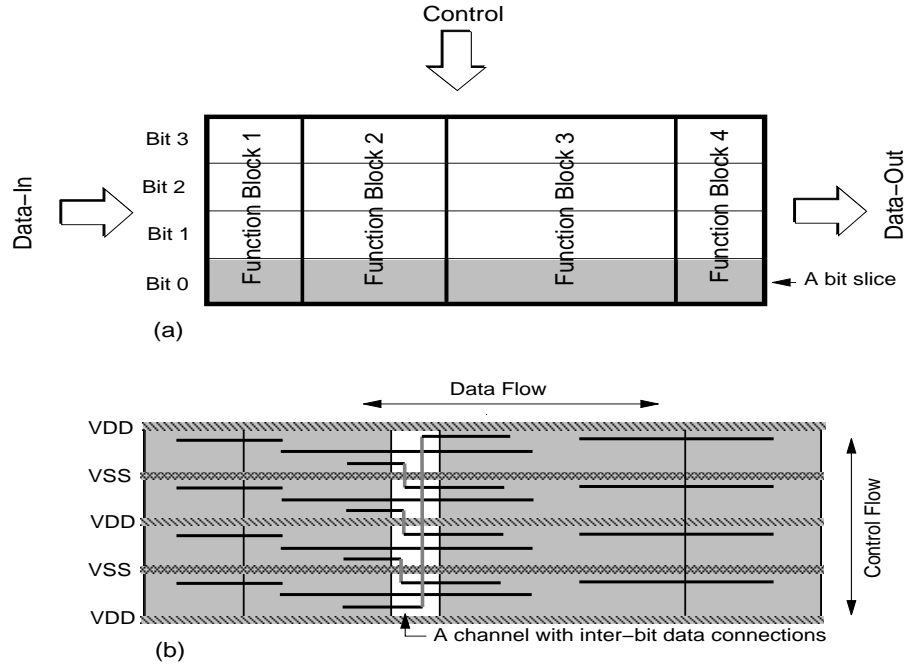 Control
Data–In
Bit 3
Bit 2
Bit 1
Bit 0
Function Block 1
Function Block 2
Function Block 3
Function Block 4
Data–Out
A bit slice
(a)
Data Flow
VDD
VSS
VDD
VSS
VDD
Control Flow
A channel with inter–bit data connections
(b)